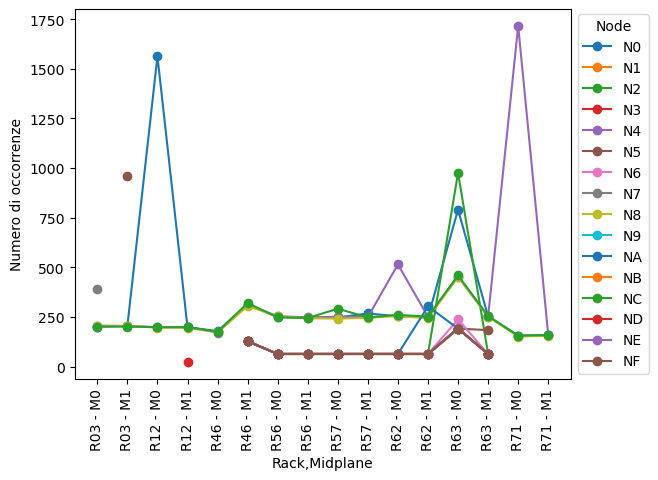 1750
1500
1250
1000
750
500
250
0
Numero di occorrenze
R03 - M0
R03 - M1
R12 - M0
R12 - M1
R46 - M0
R46 - M1
R56 - M0
R56 - M1
R57 - M0
R57 - M1
R62 - M0
R62 - M1
R63 - M0
R63 - M1
R71 - M0
R71 - M1
Rack,Midplane
Node
N0
N1
N2
N3
N4
N5
N6
N7
N8
N9
NA
NB
NC
ND
NE
NF